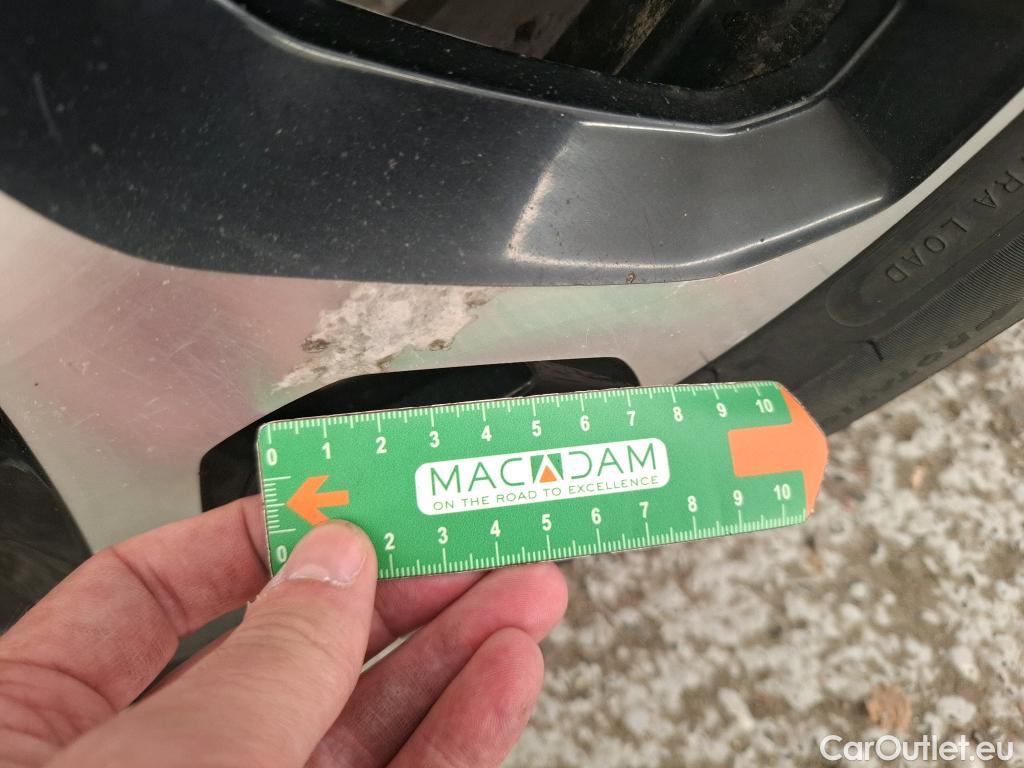 RA LOAD
0 1 2 3 4 5 6 7 8 9 10
MACADAM
ON THE ROAD TO EXCELLENCE
0 2 3 4 5 6 7 8 9 10
CarOutlet.eu